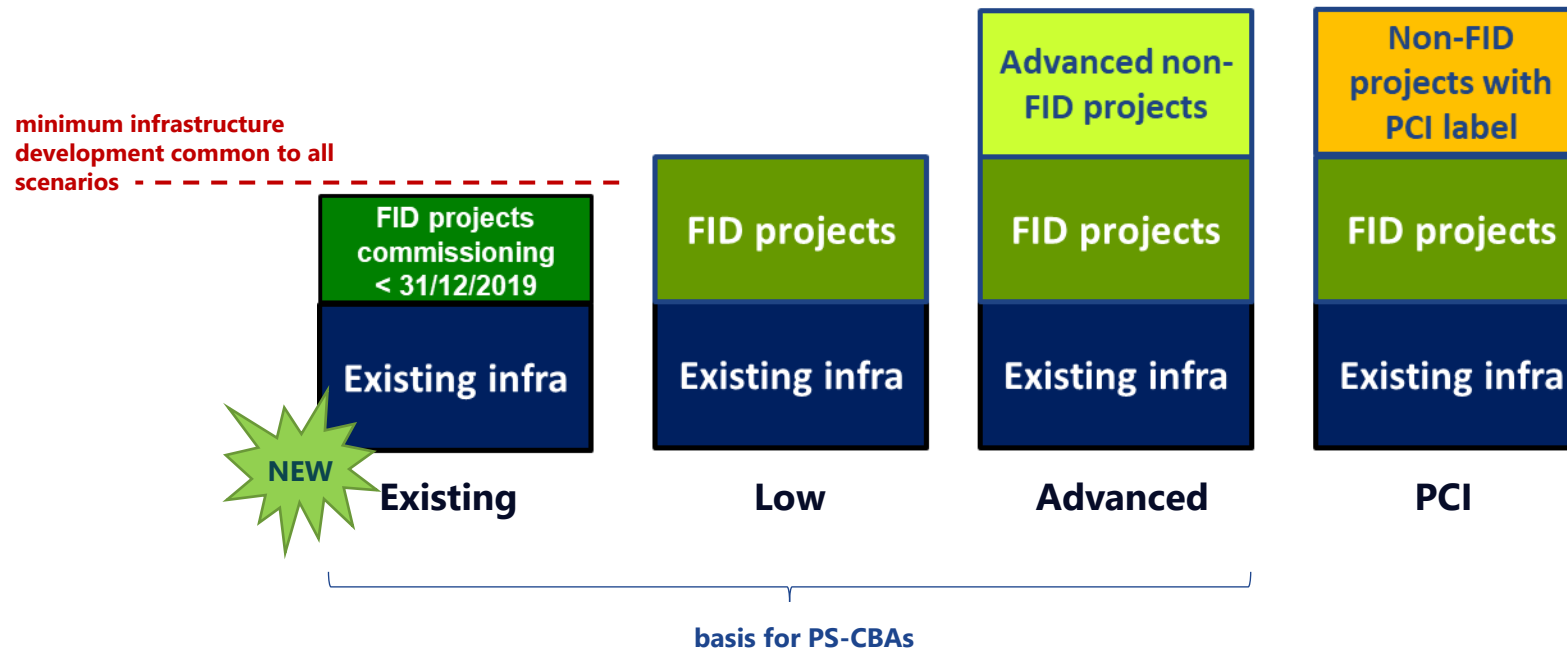 minimum infrastructure
development common to all
scenarios
FID projects
commissioning
< 31/12/2019
Existing infra
NEW
Existing
FID projects
Existing infra
Low
Advanced non-
FID projects
FID projects
Existing infra
Advanced
Non-FID
projects with
PCI label
FID projects
Existing infra
PCI
basis for PS-CBAs